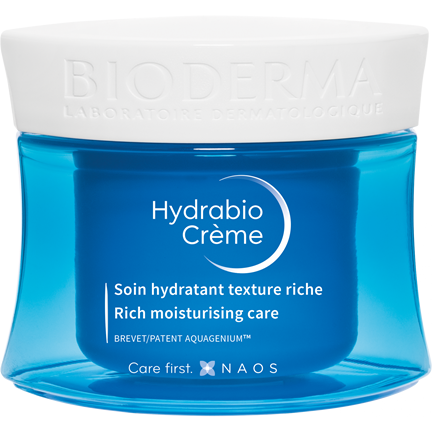 BIODERMA
LABORATOIRE DERMATOLOGIQUE
Hydrabio
Crème
Soin hydratant texture riche
Rich moisturising care
BREVET/PATENT AQUAGENIUM™
Care first. NAOS